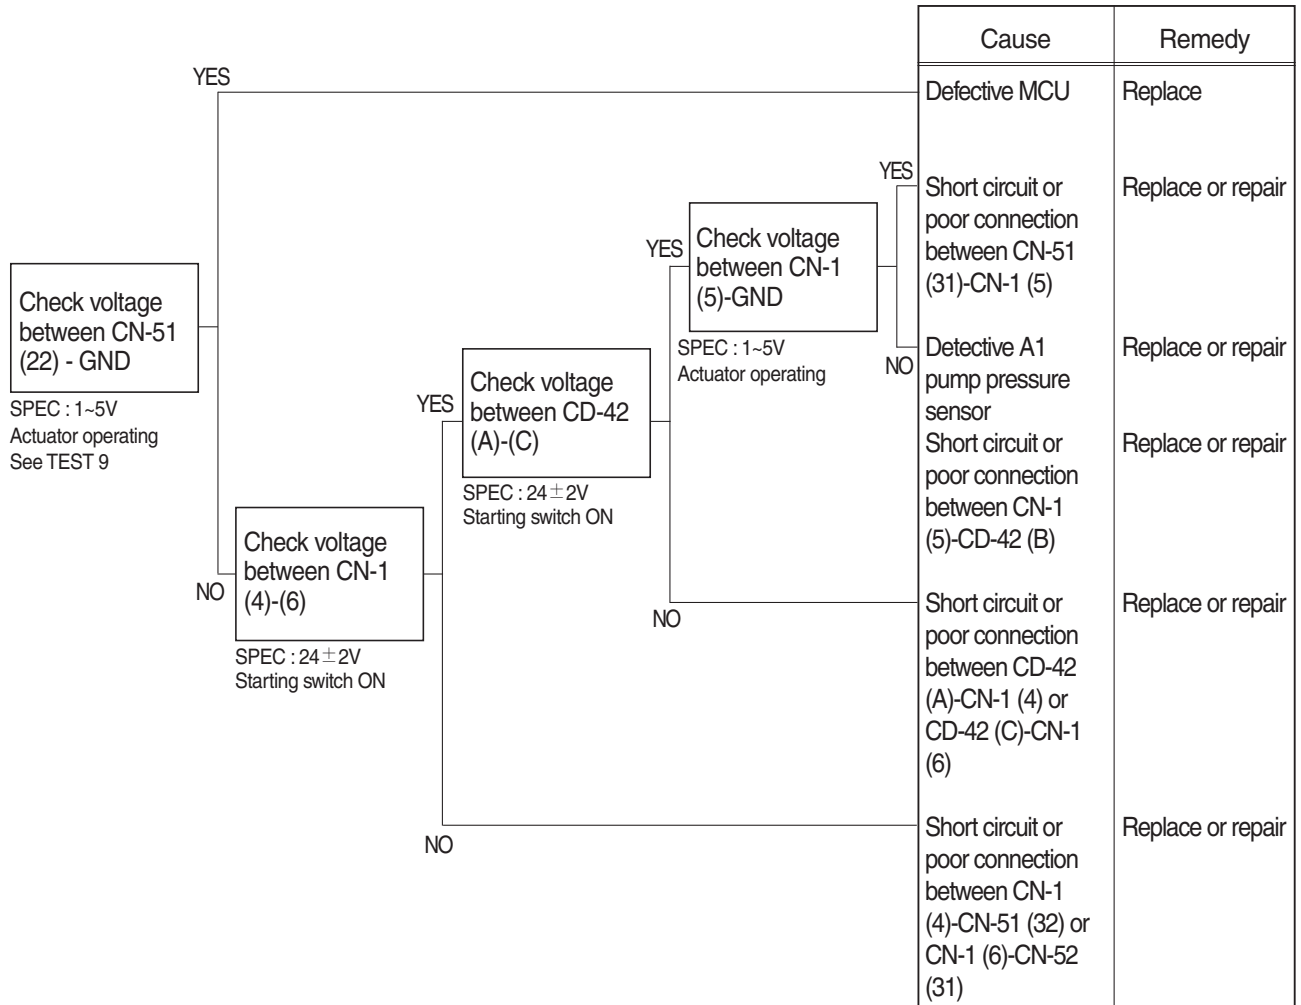 Cause
Remedy
YES
Defective MCU
Replace
YES
Short circuit or
poor connection
between CN-51
(31)-CN-1 (5)
Replace or repair
YES
Check voltage
between CN-1
(5)-GND
SPEC : 1~5V
Actuator operating
NO
Detective A1
pump pressure
sensor
Replace or repair
Check voltage
between CN-51
(22) - GND
SPEC : 1~5V
Actuator operating
See TEST 9
YES
Check voltage
between CD-42
(A)-(C)
SPEC : 24±2V
Starting switch ON
Short circuit or
poor connection
between CN-1
(5)-CD-42 (B)
Replace or repair
NO
Check voltage
between CN-1
(4)-(6)
SPEC : 24±2V
Starting switch ON
NO
Short circuit or
poor connection
between CD-42
(A)-CN-1 (4) or
CD-42 (C)-CN-1
(6)
Replace or repair
NO
Short circuit or
poor connection
between CN-1
(4)-CN-51 (32) or
CN-1 (6)-CN-52
(31)
Replace or repair